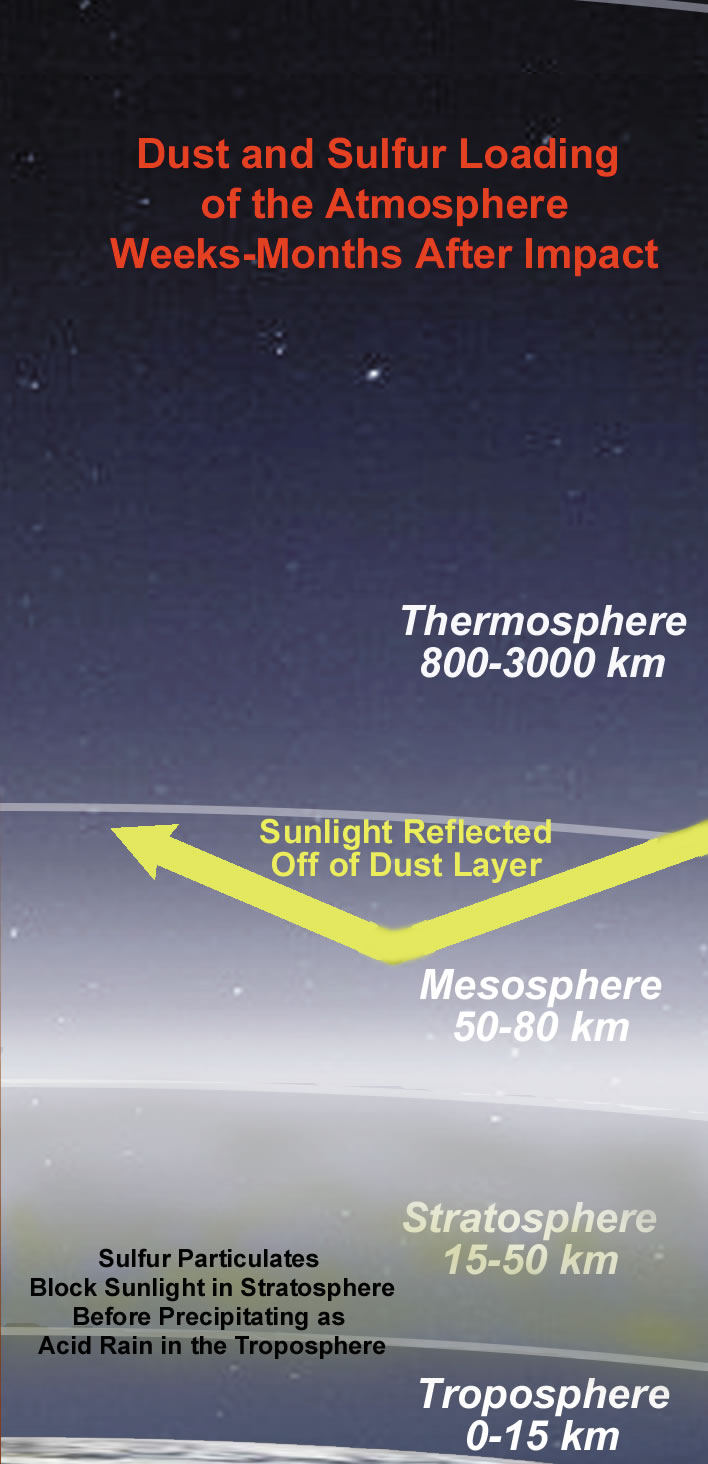 Dust and Sulfur Loading
of the Atmosphere
Weeks-Months After Impact
Thermosphere
800-3000 km
Sunlight Reflected
Off of Dust Layer
Mesosphere
50-80 km
Stratosphere
15-50 km
Sulfur Particulates
Block Sunlight in Stratosphere
Before Precipitating as
Acid Rain in the Troposphere
Troposphere
0-15 km